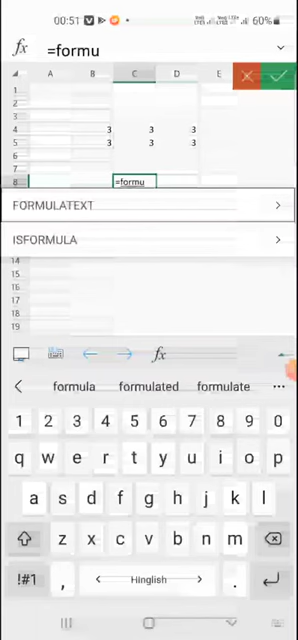 00:51 60%
fx =formu
A B C D E
1
2
3
4 3 3 3
5 3 3 3
6
7
8 =formu
FORMULATEXT
ISFORMULA
14
15
16
17
18
19
fx
formula formulated formulate
1 2 3 4 5 6 7 8 9 0
q w e r t y u i o p
a s d f g h j k l
z x c v b n m
!#1 , Hinglish .